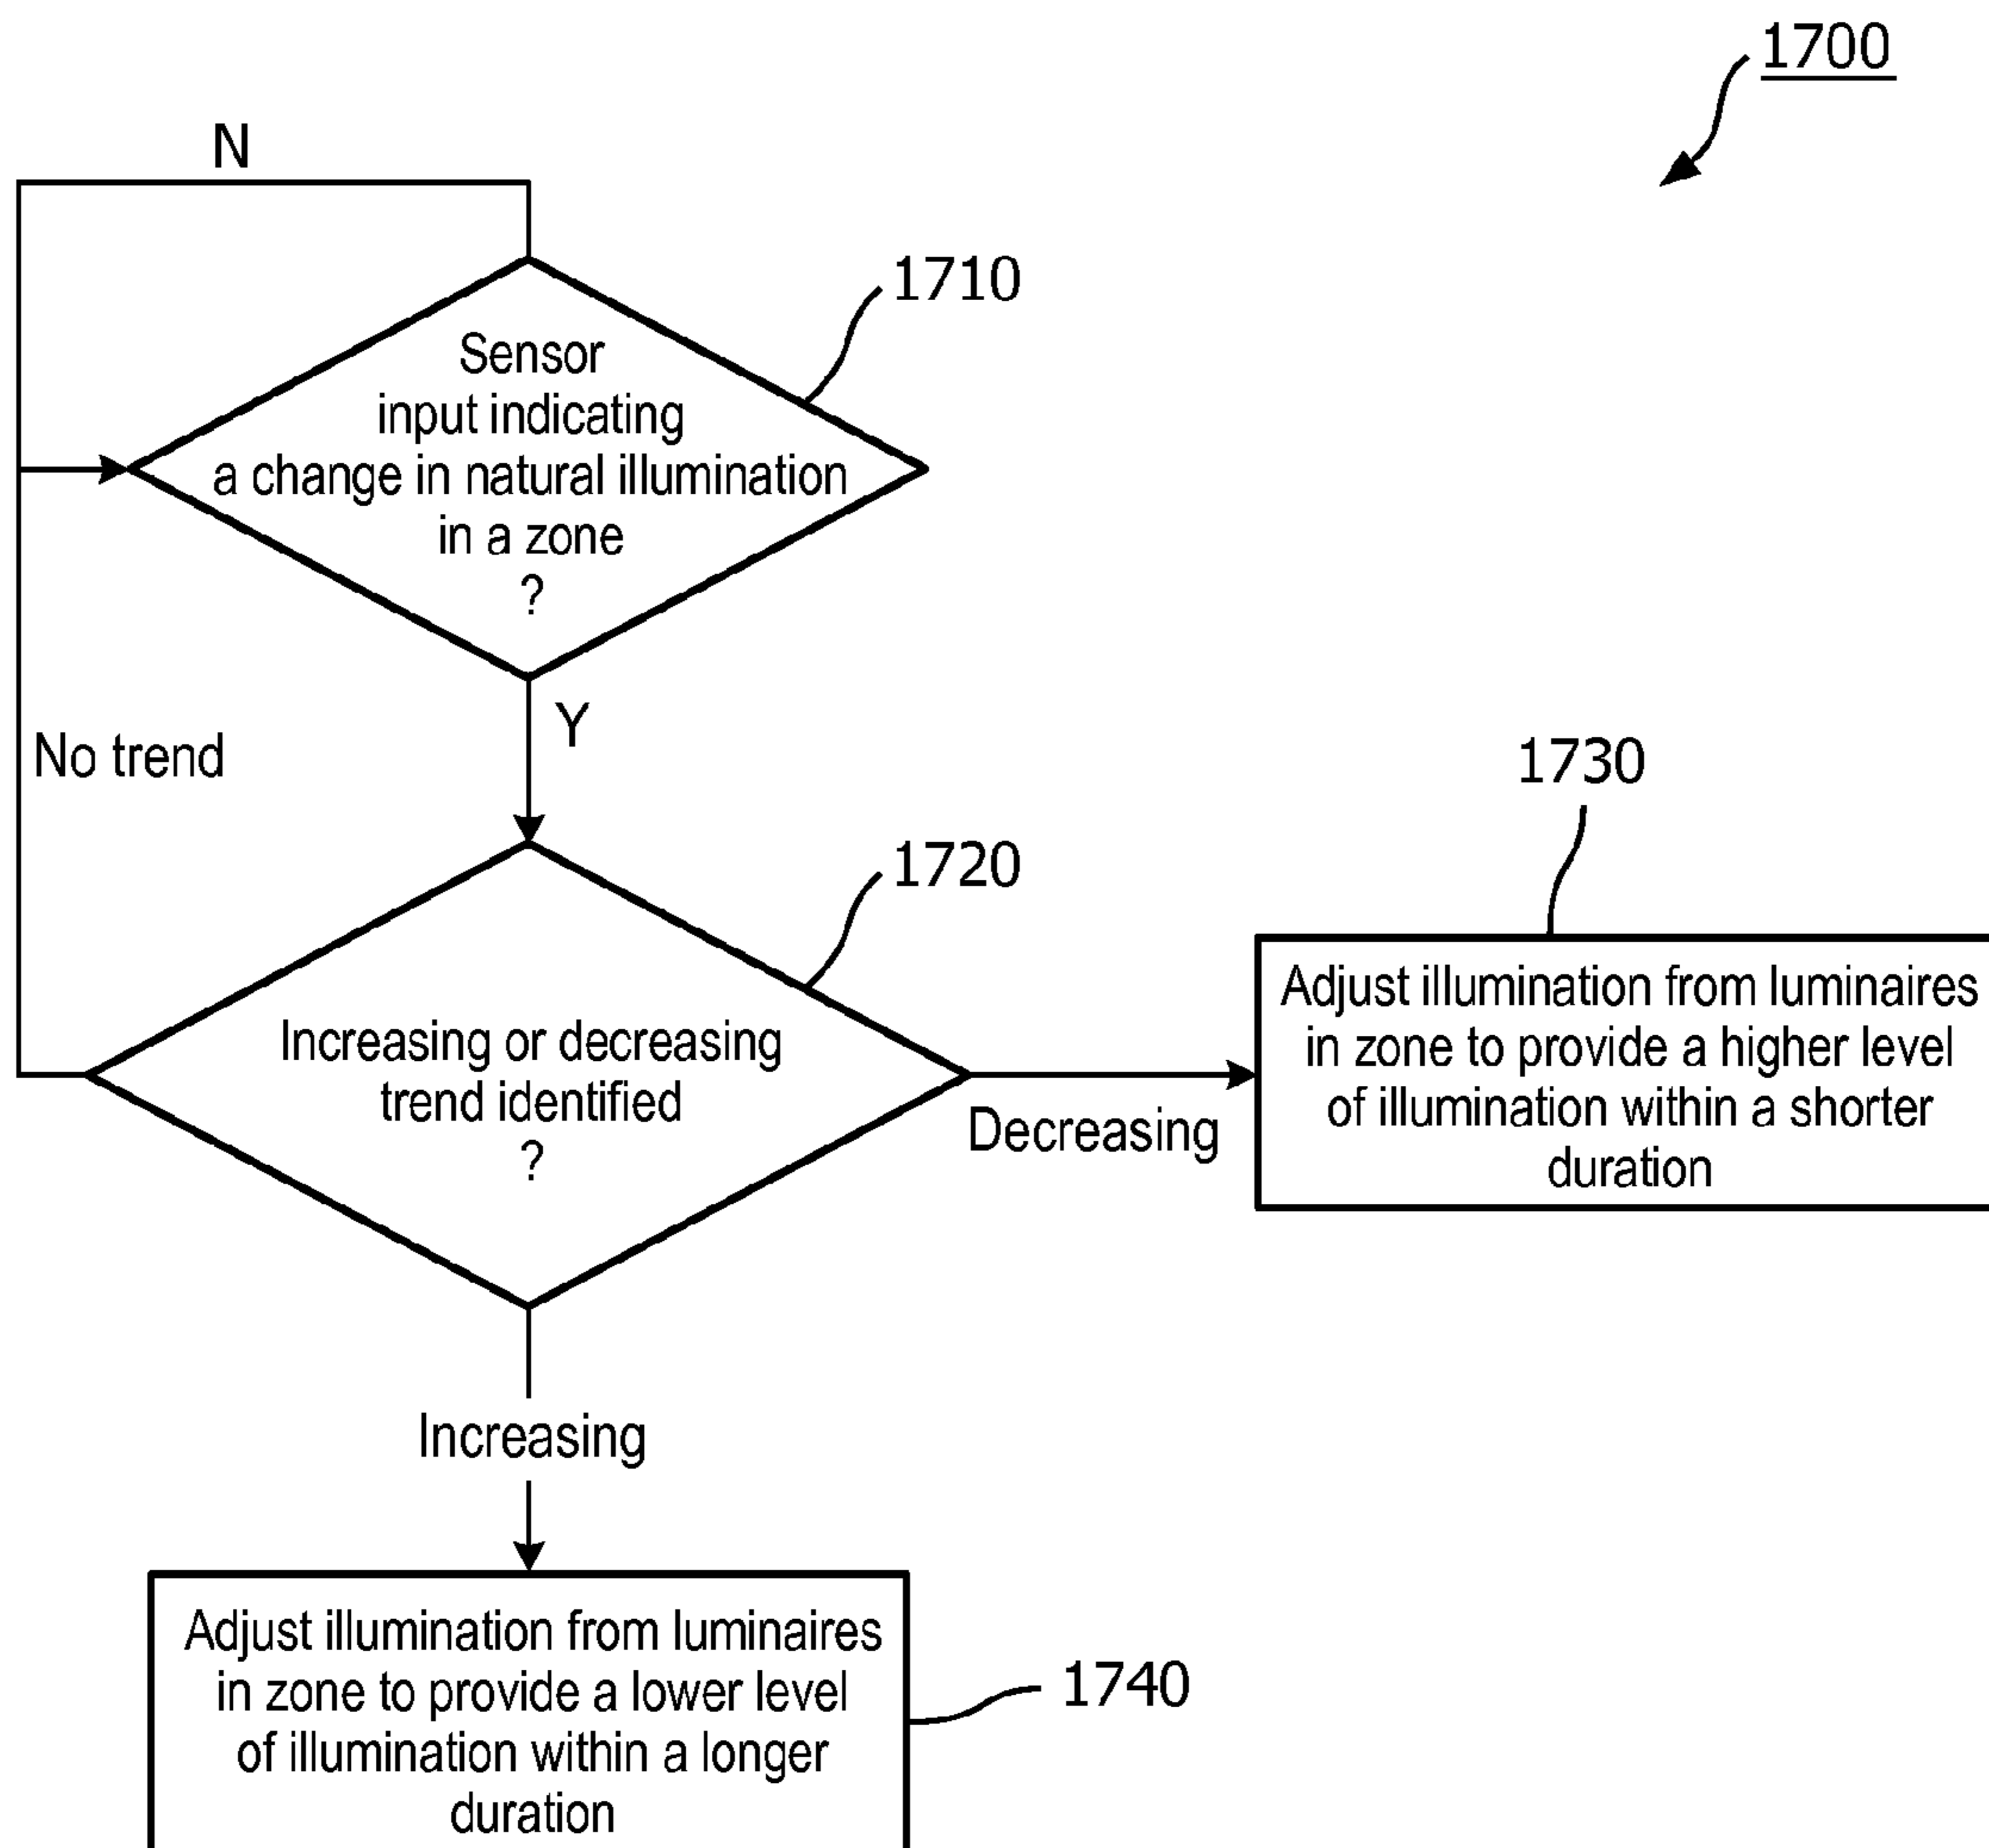 1700
N
1710
Sensor
input indicating
a change in natural illumination
in a zone
?
Y
No trend
1720
Increasing or decreasing
trend identified
?
Decreasing
1730
Adjust illumination from luminaires
in zone to provide a higher level
of illumination within a shorter
duration
Increasing
Adjust illumination from luminaires
in zone to provide a lower level
of illumination within a longer
duration
1740